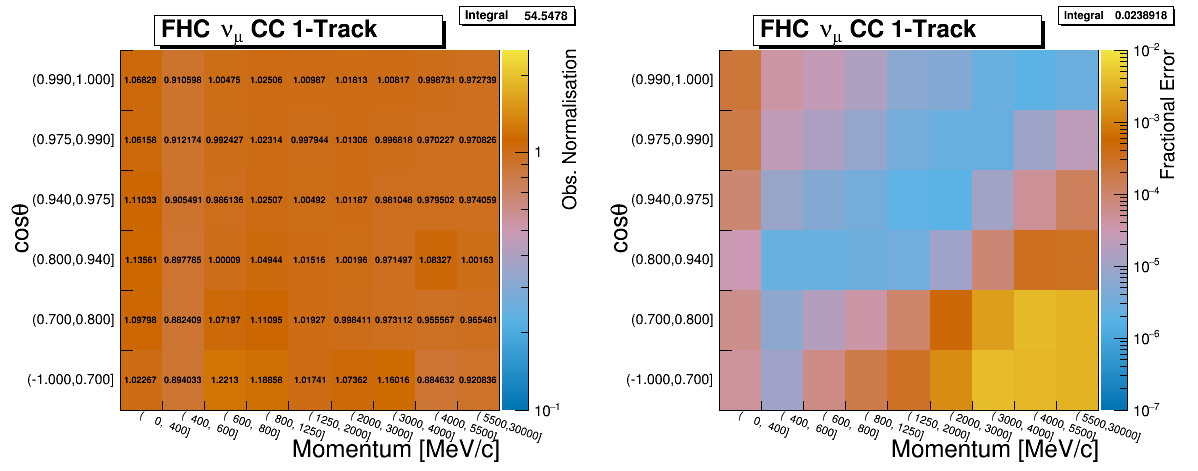 FHC νμ CC 1-Track
Integral 54.5478
(0.990,1.000] 1.06829 0.910598 1.00475 1.02506 1.00987 1.01813 1.00817 0.998731 0.972739
(0.975,0.990] 1.06158 0.912174 0.992427 1.02314 0.997944 1.01306 0.996618 0.970227 0.970826
(0.940,0.975] 1.11033 0.905491 0.986136 1.02507 1.00492 1.01187 0.981048 0.979502 0.974059
(0.800,0.940] 1.13561 0.897785 1.00009 1.04944 1.01516 1.00196 0.971497 1.08327 1.00163
(0.700,0.800] 1.09798 0.882409 1.07197 1.11095 1.01927 0.998411 0.973112 0.955567 0.965481
(-1.000,0.700] 1.02267 0.894033 1.2213 1.18858 1.01741 1.07362 1.16016 0.884632 0.920836
cosθ
( 0, 400]
( 400, 600]
( 600, 800]
( 800, 1250]
(1250, 2000]
( 2000, 3000]
( 3000, 4000]
( 4000, 5500]
( 5500,30000]
Momentum [MeV/c]
1
10⁻¹
Obs. Normalisation
FHC νμ CC 1-Track
Integral 0.0238918
(0.990,1.000]
(0.975,0.990]
(0.940,0.975]
(0.800,0.940]
(0.700,0.800]
(-1.000,0.700]
cosθ
( 0, 400]
( 400, 600]
( 600, 800]
( 800, 1250]
(1250, 2000]
( 2000, 3000]
( 3000, 4000]
( 4000, 5500]
( 5500,30000]
Momentum [MeV/c]
10⁻²
10⁻³
10⁻⁴
10⁻⁵
10⁻⁶
10⁻⁷
Fractional Error